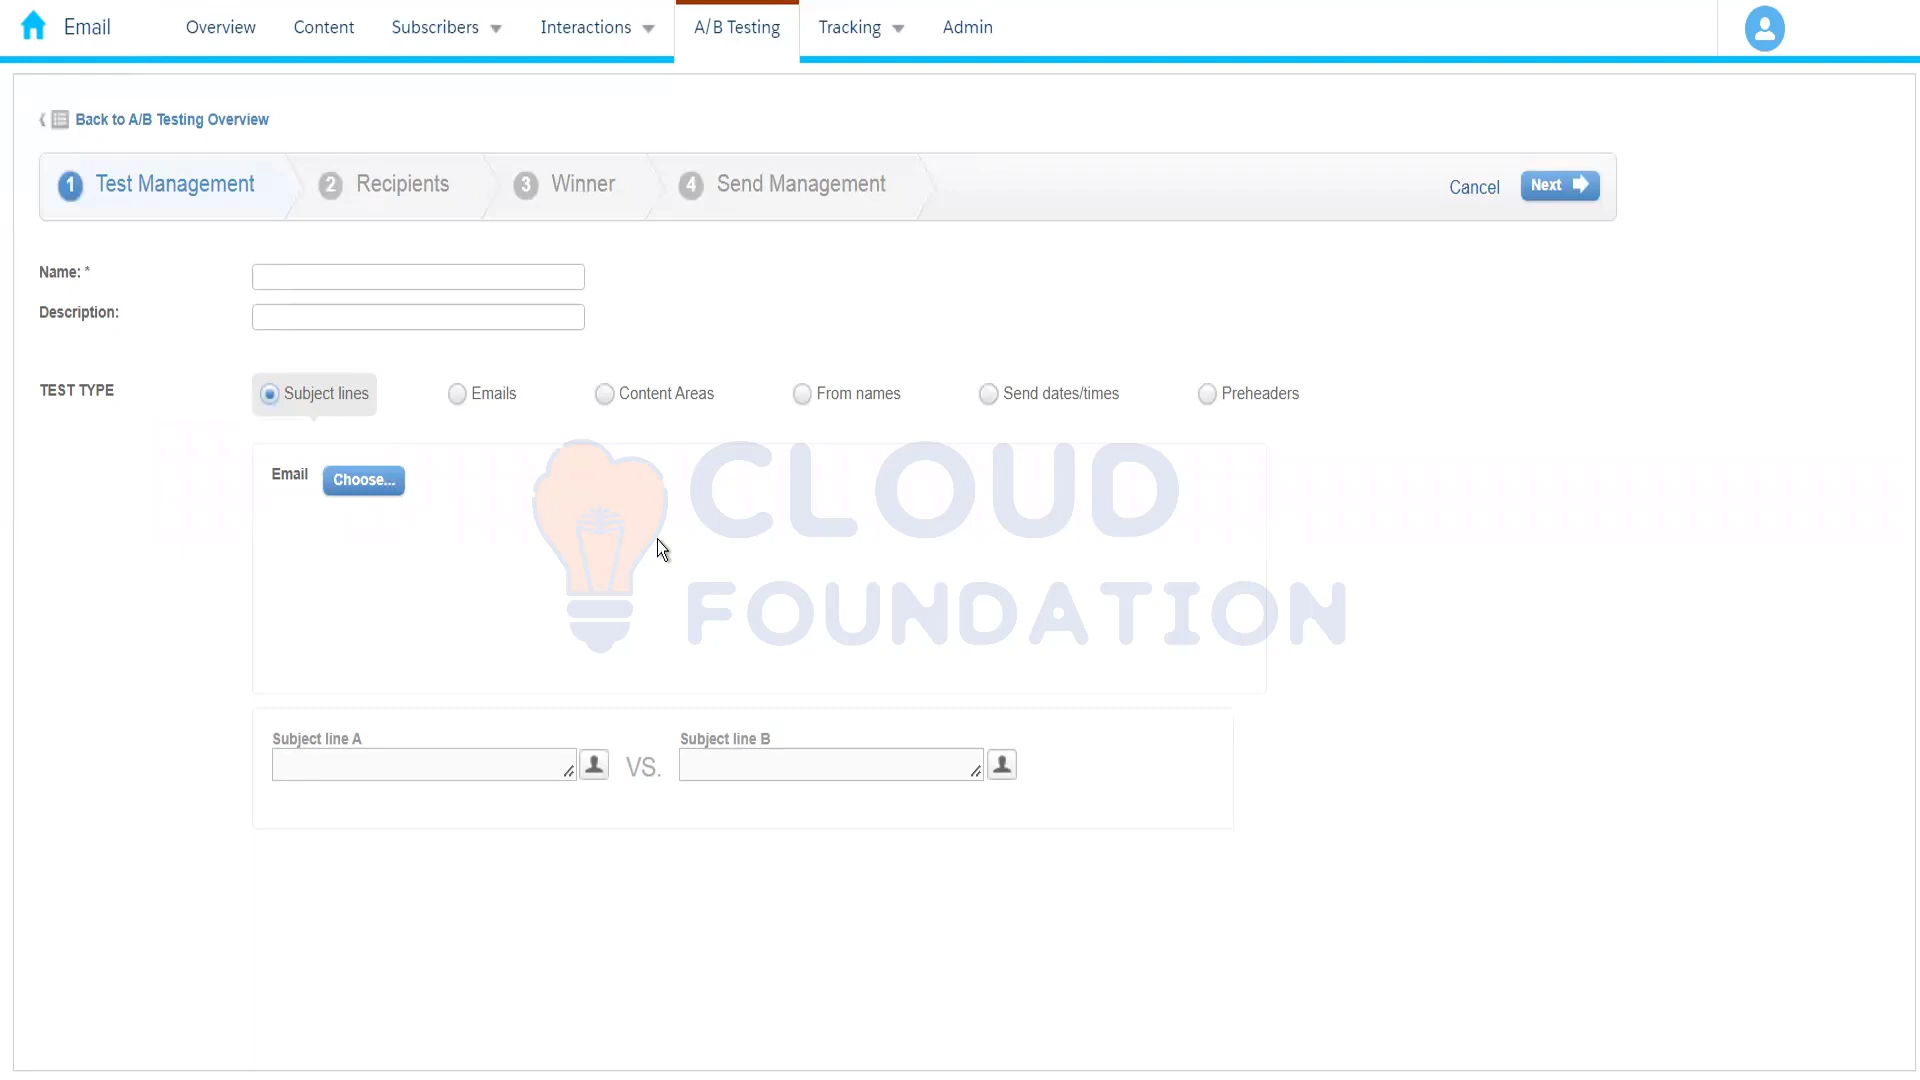 Email Overview Content Subscribers Interactions A/B Testing Tracking Admin
Back to A/B Testing Overview
1 Test Management 2 Recipients 3 Winner 4 Send Management Cancel Next
Name: *
Description:
TEST TYPE Subject lines Emails Content Areas From names Send dates/times Preheaders
Email Choose...
CLOUD
FOUNDATION
Subject line A Subject line B
VS.